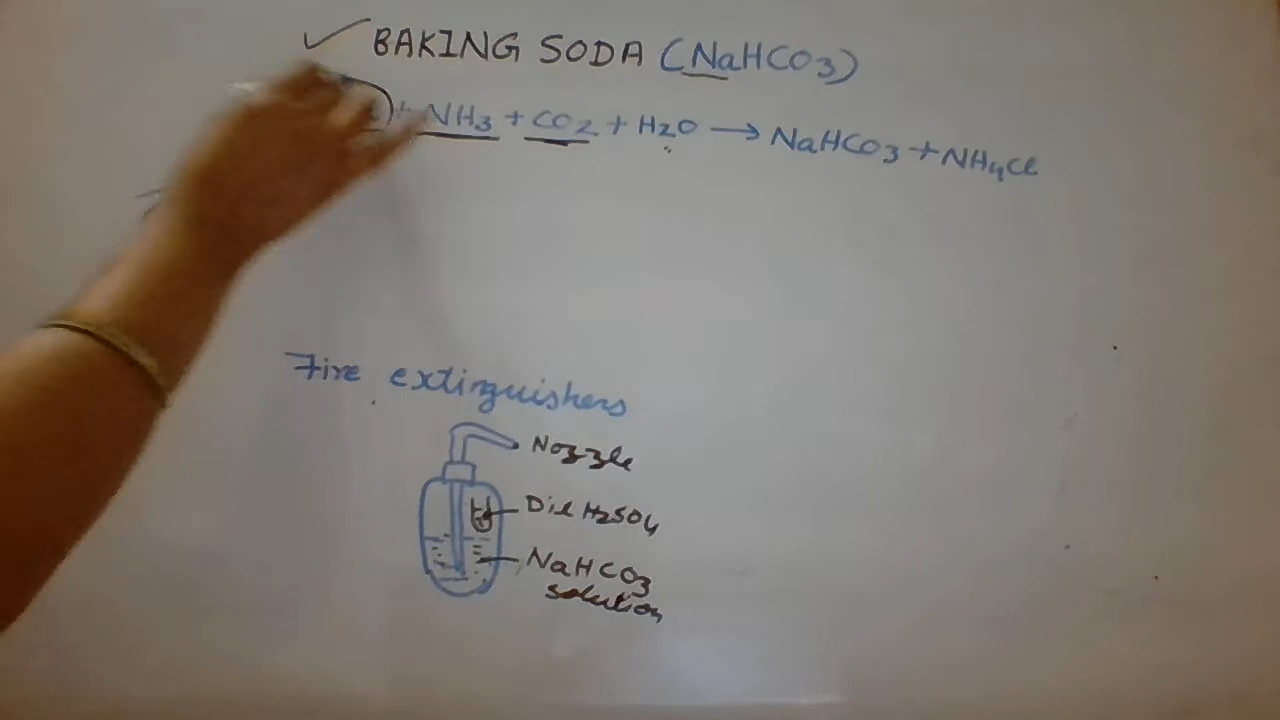 ✓ BAKING SODA (NaHCO3)
+ NH3 + CO2 + H2O → NaHCO3 + NH4Cl
Fire extinguishers
Nozzle
Dil H2SO4
NaHCO3
solution